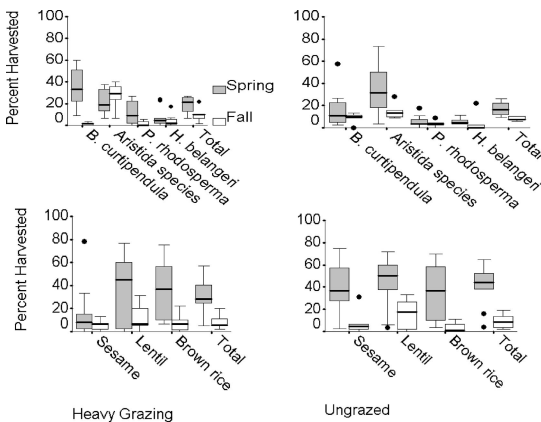 Percent Harvested
100
80
60
40
20
0
B. curtipendula
Aristida species
P. rhodosperma
H. belangeri
Total
Spring
Fall
100
80
60
40
20
0
B. curtipendula
Aristida species
P. rhodosperma
H. belangeri
Total
Percent Harvested
100
80
60
40
20
0
Sesame
Lentil
Brown rice
Total
100
80
60
40
20
0
Sesame
Lentil
Brown rice
Total
Heavy Grazing
Ungrazed